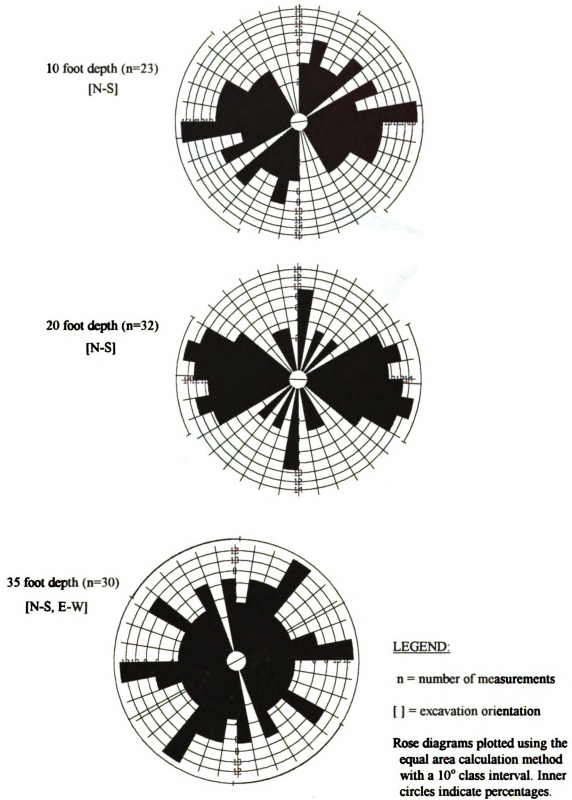 10 foot depth (n=23)
[N-S]
20 foot depth (n=32)
[N-S]
35 foot depth (n=30)
[N-S, E-W]
LEGEND:
n = number of measurements
[ ] = excavation orientation
Rose diagrams plotted using the
equal area calculation method
with a 10° class interval. Inner
circles indicate percentages.